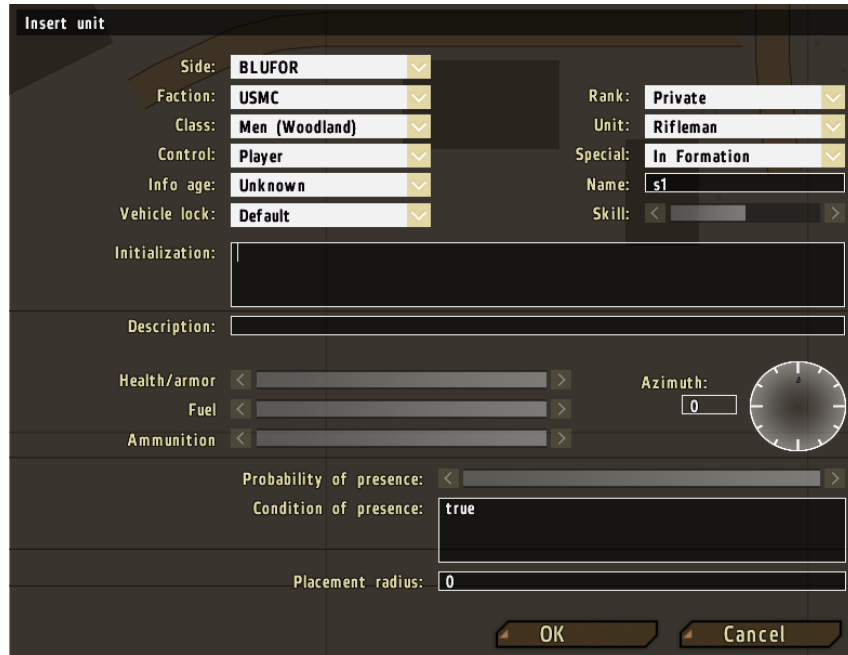 Insert unit
Side: BLUFOR
Faction: USMC Rank: Private
Class: Men (Woodland) Unit: Rifleman
Control: Player Special: In Formation
Info age: Unknown Name: s1
Vehicle lock: Default Skill:
Initialization:
Description:
Health/armor Azimuth:
Fuel 0
Ammunition
Probability of presence:
Condition of presence: true
Placement radius: 0
OK Cancel